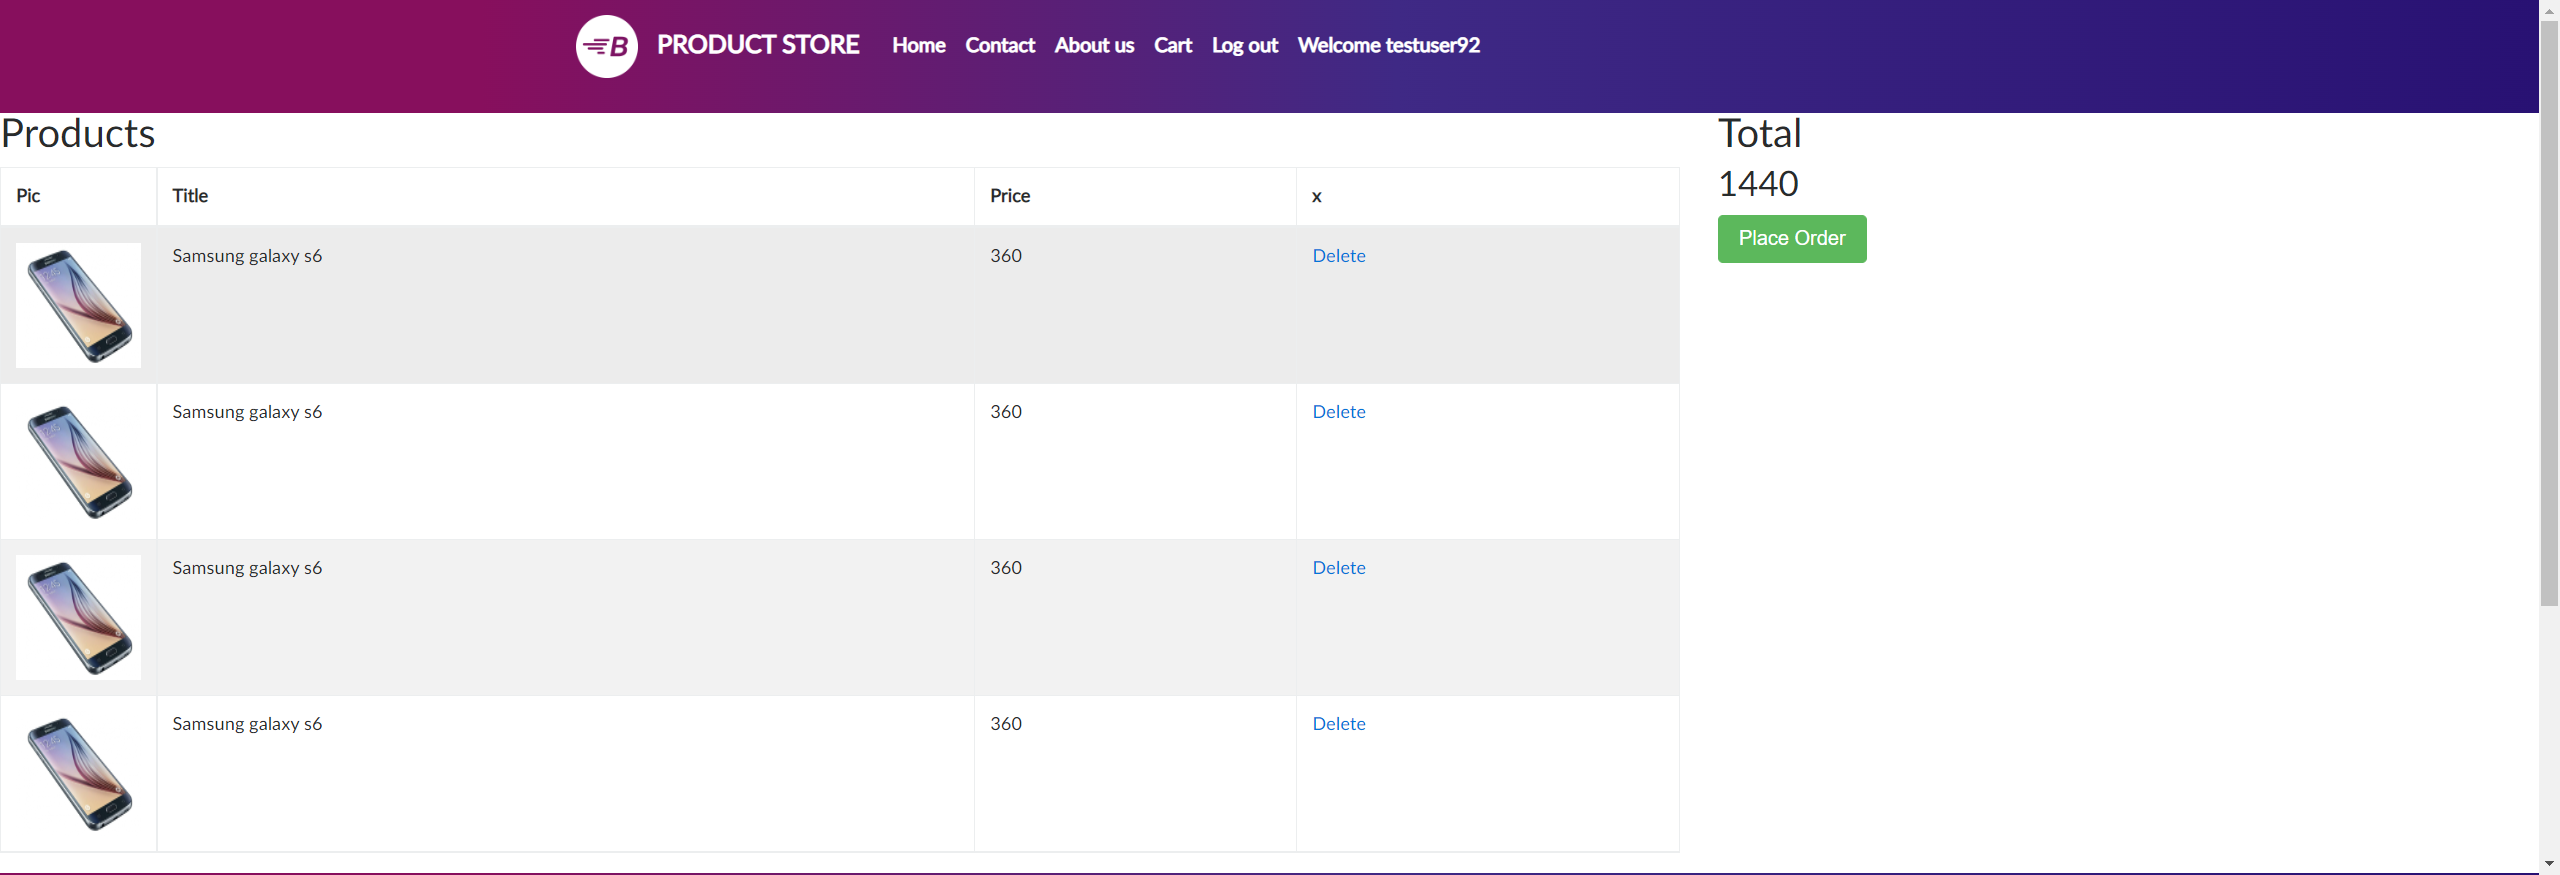 B PRODUCT STORE Home Contact About us Cart Log out Welcome testuser92
Products
Total
1440
Place Order
Pic Title Price x
Samsung galaxy s6 360 Delete
Samsung galaxy s6 360 Delete
Samsung galaxy s6 360 Delete
Samsung galaxy s6 360 Delete